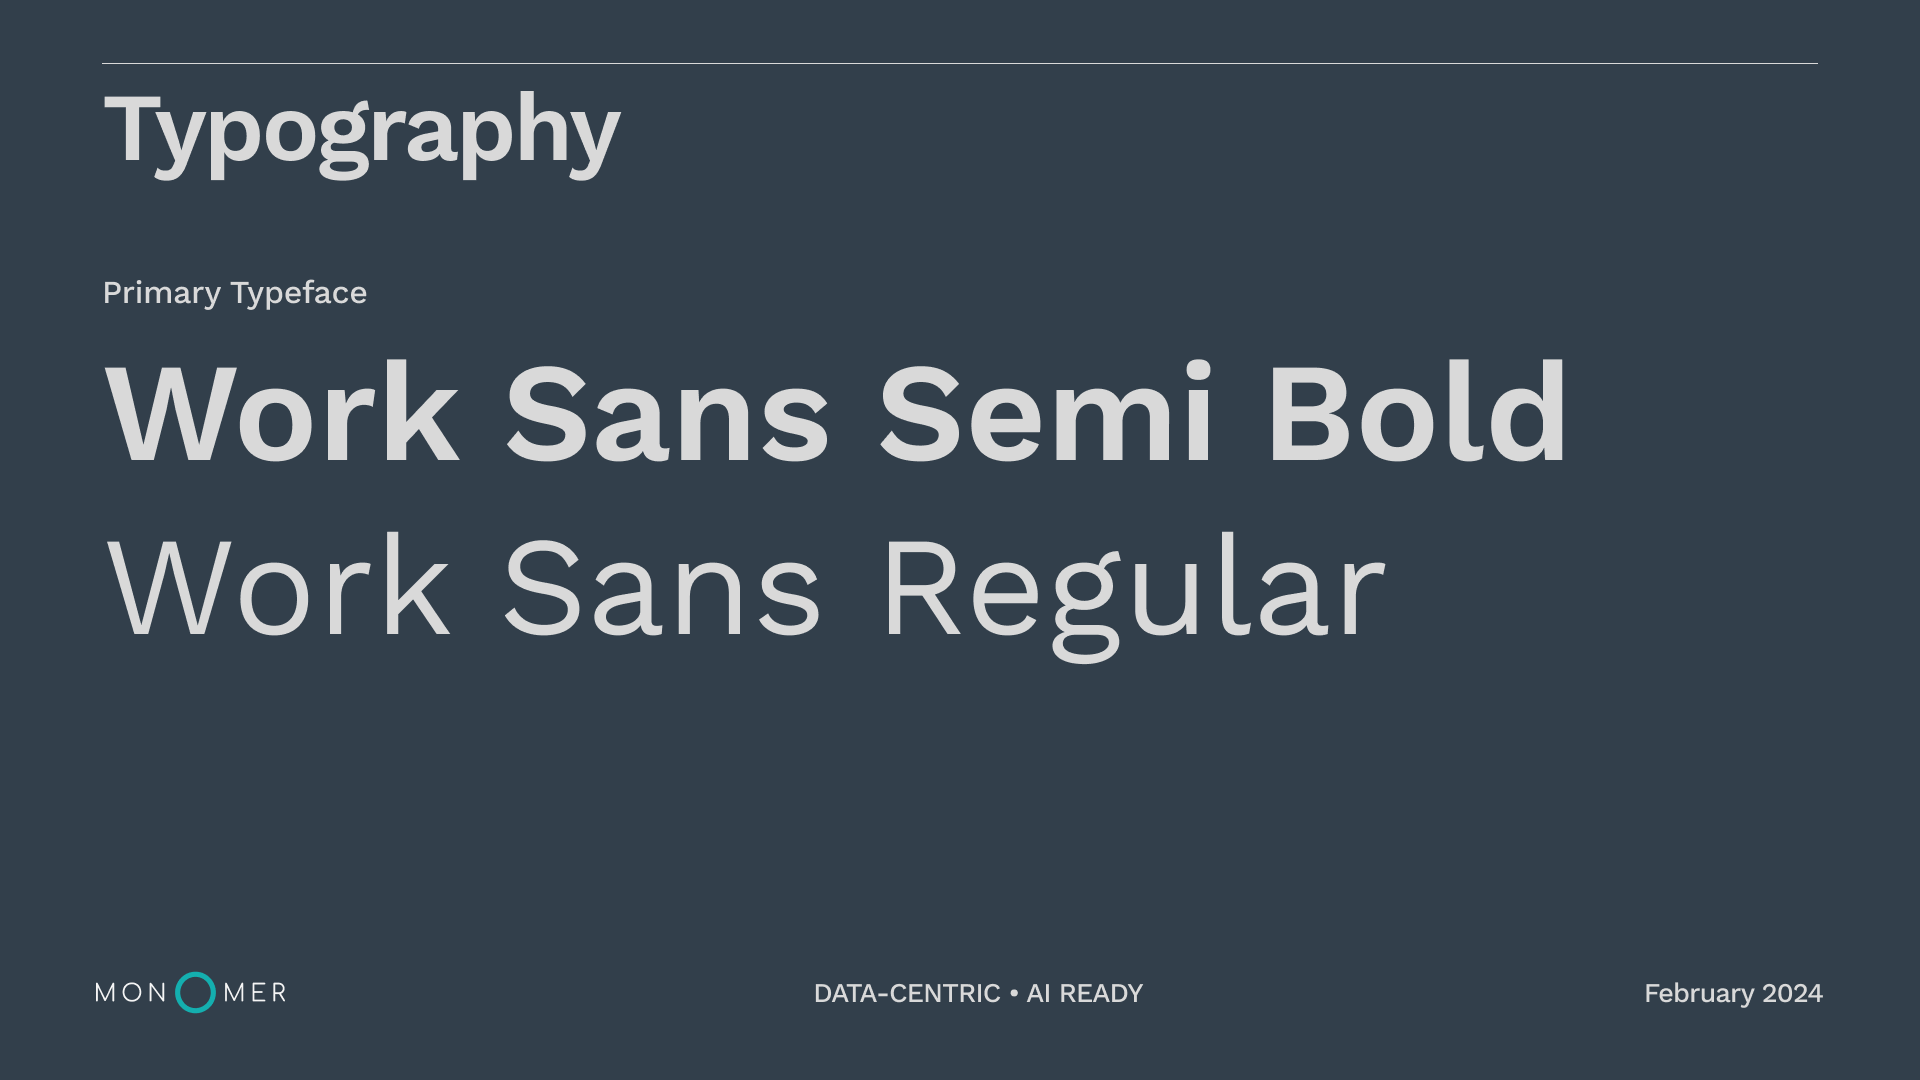 Typography
Primary Typeface
Work Sans Semi Bold
Work Sans Regular
MONOMER
DATA-CENTRIC • AI READY
February 2024